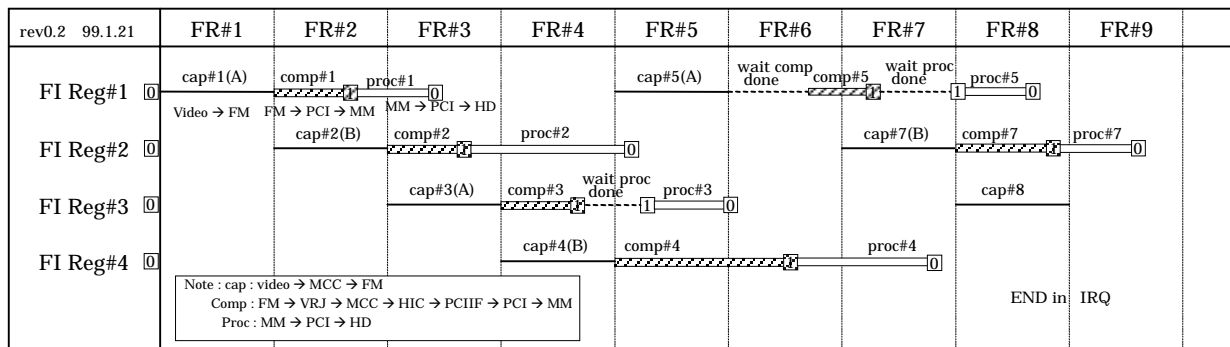 rev0.2 99.1.21 FR#1 FR#2 FR#3 FR#4 FR#5 FR#6 FR#7 FR#8 FR#9
cap#1(A) comp#1 proc#1 cap#5(A) wait comp done comp#5 wait proc done proc#5
FI Reg#1 0 1 0 1 1 0
Video → FM FM → PCI → MM MM → PCI → HD
cap#2(B) comp#2 proc#2 cap#7(B) comp#7 proc#7
FI Reg#2 0 1 0 1 0
cap#3(A) comp#3 wait proc done proc#3 cap#8
FI Reg#3 0 1 1 0
cap#4(B) comp#4 proc#4
FI Reg#4 0 1 0
Note : cap : video → MCC → FM
Comp : FM → VRJ → MCC → HIC → PCIIF → PCI → MM
Proc : MM → PCI → HD
END in IRQ